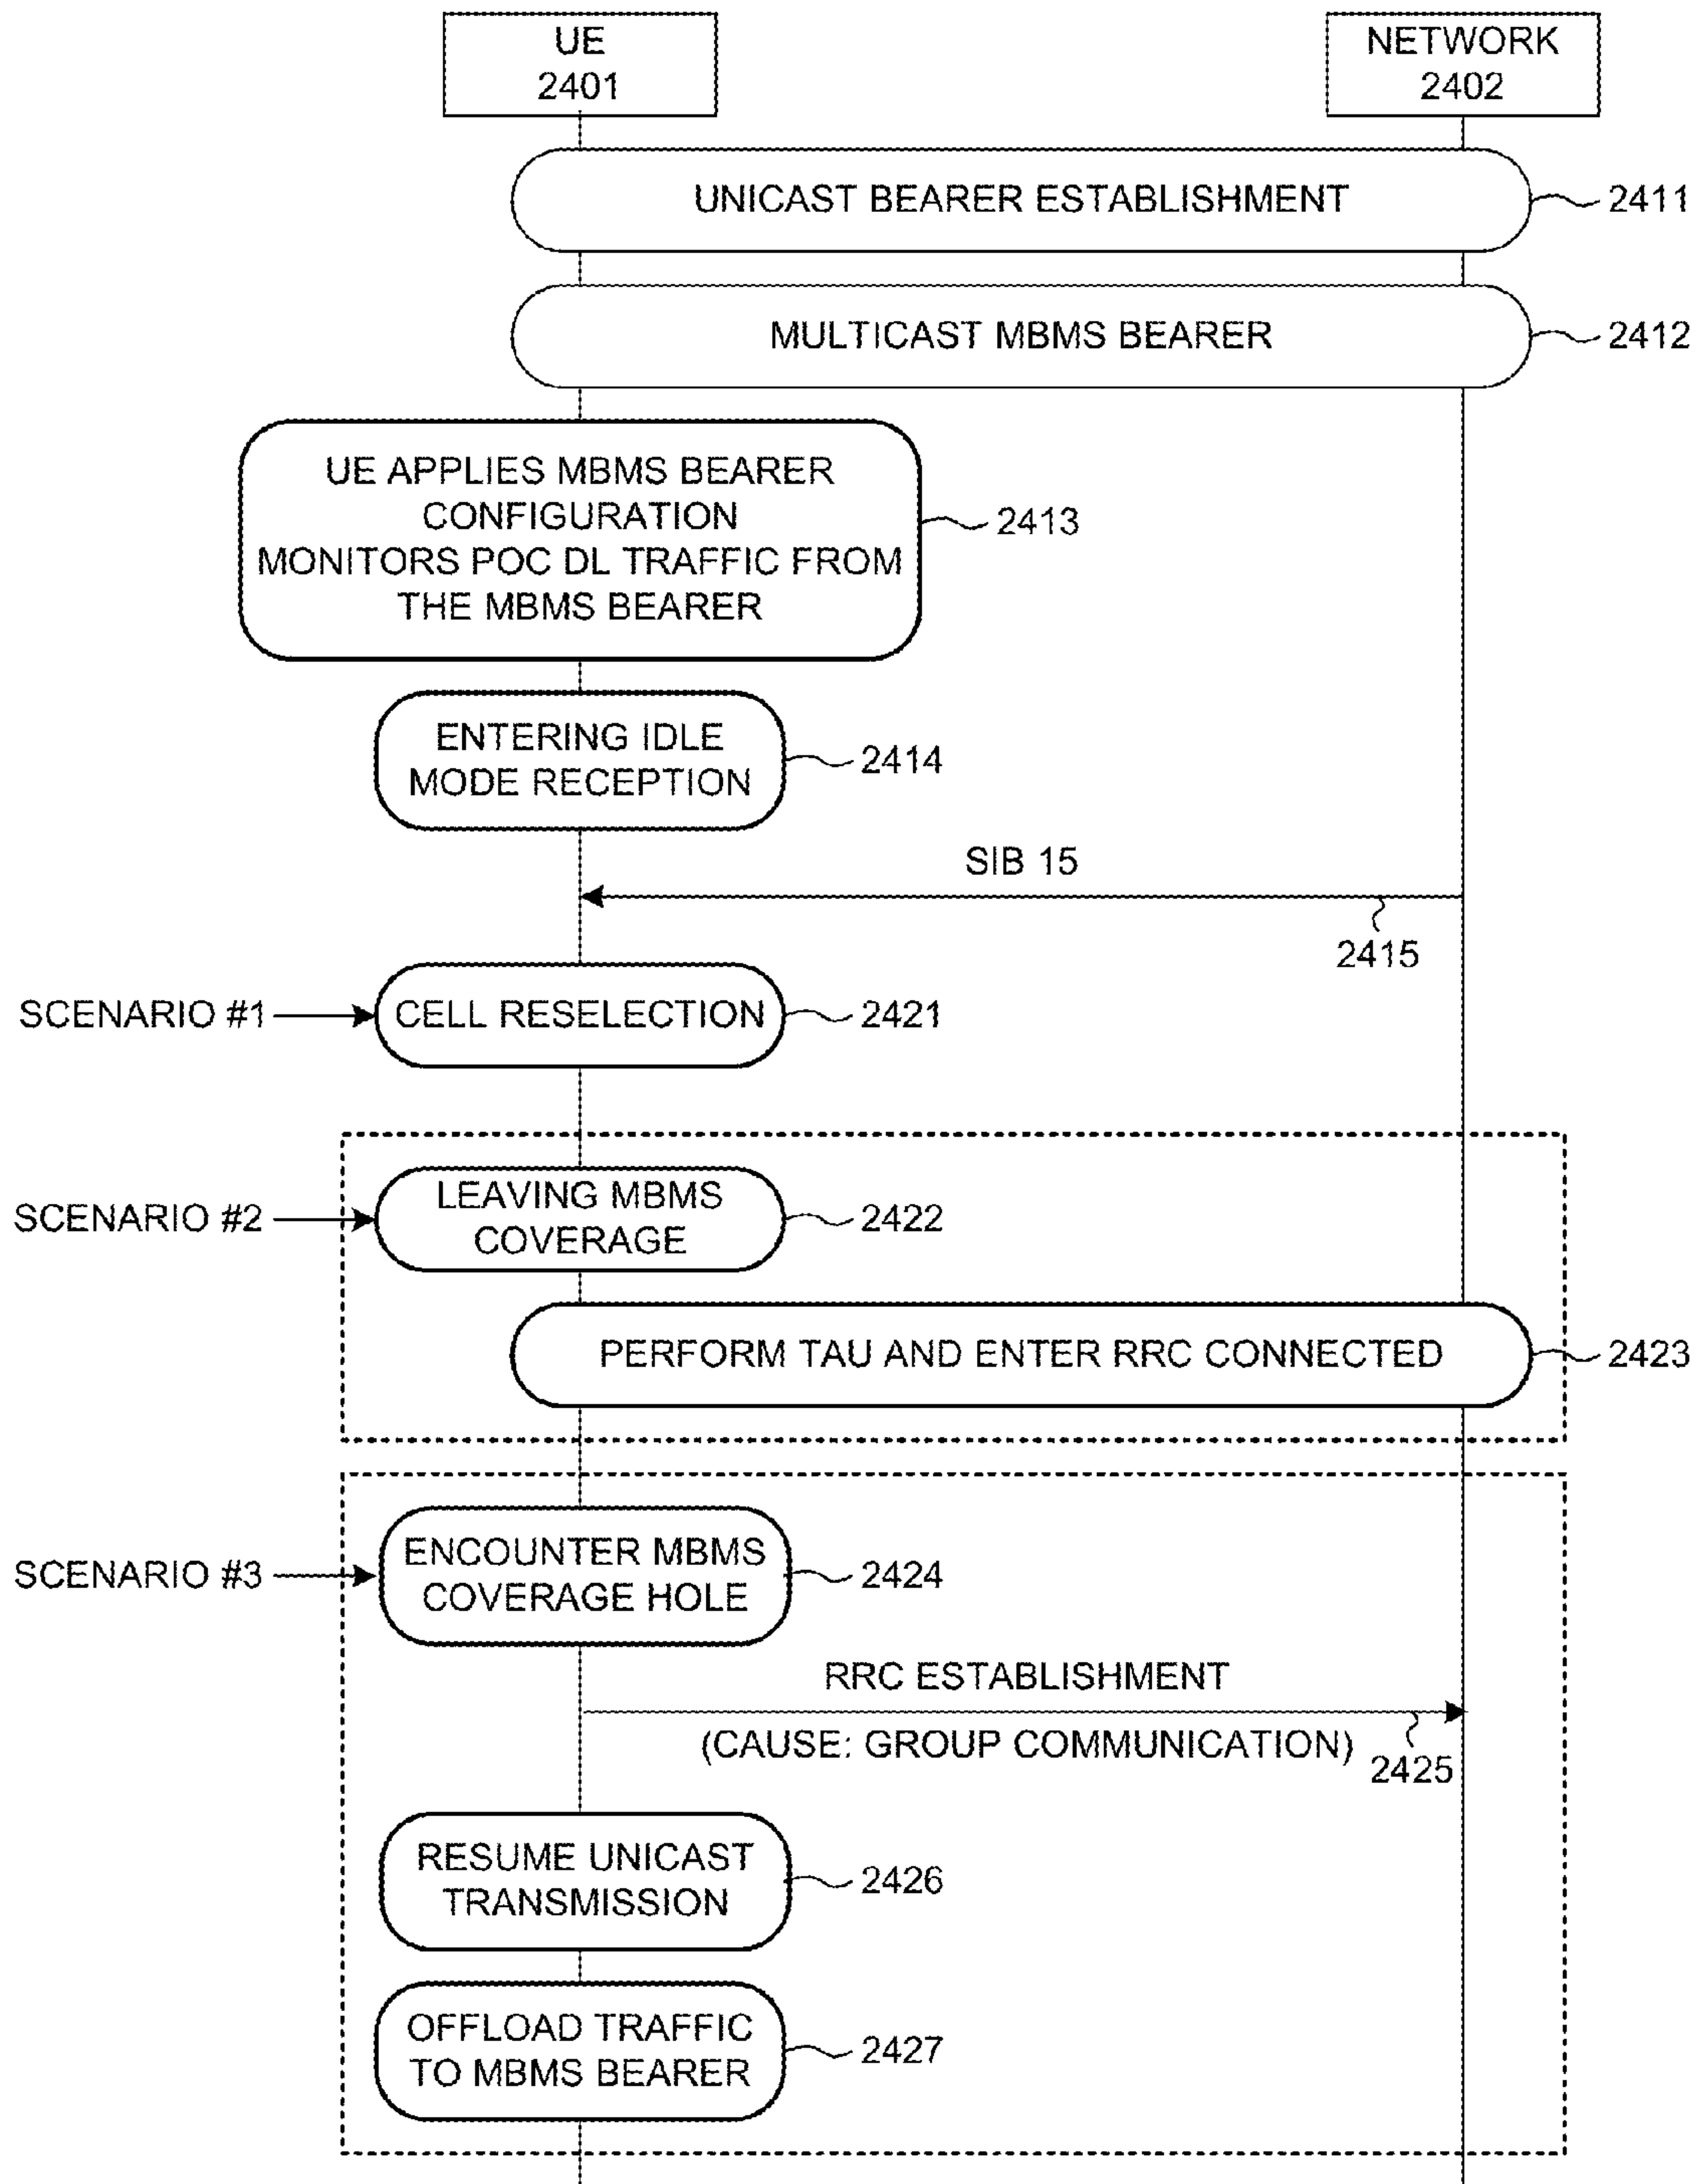 UE
2401
NETWORK
2402
UNICAST BEARER ESTABLISHMENT
2411
MULTICAST MBMS BEARER
2412
UE APPLIES MBMS BEARER
CONFIGURATION
MONITORS POC DL TRAFFIC FROM
THE MBMS BEARER
2413
ENTERING IDLE
MODE RECEPTION
2414
SIB 15
2415
SCENARIO #1
CELL RESELECTION
2421
SCENARIO #2
LEAVING MBMS
COVERAGE
2422
PERFORM TAU AND ENTER RRC CONNECTED
2423
SCENARIO #3
ENCOUNTER MBMS
COVERAGE HOLE
2424
RRC ESTABLISHMENT
(CAUSE: GROUP COMMUNICATION)
2425
RESUME UNICAST
TRANSMISSION
2426
OFFLOAD TRAFFIC
TO MBMS BEARER
2427